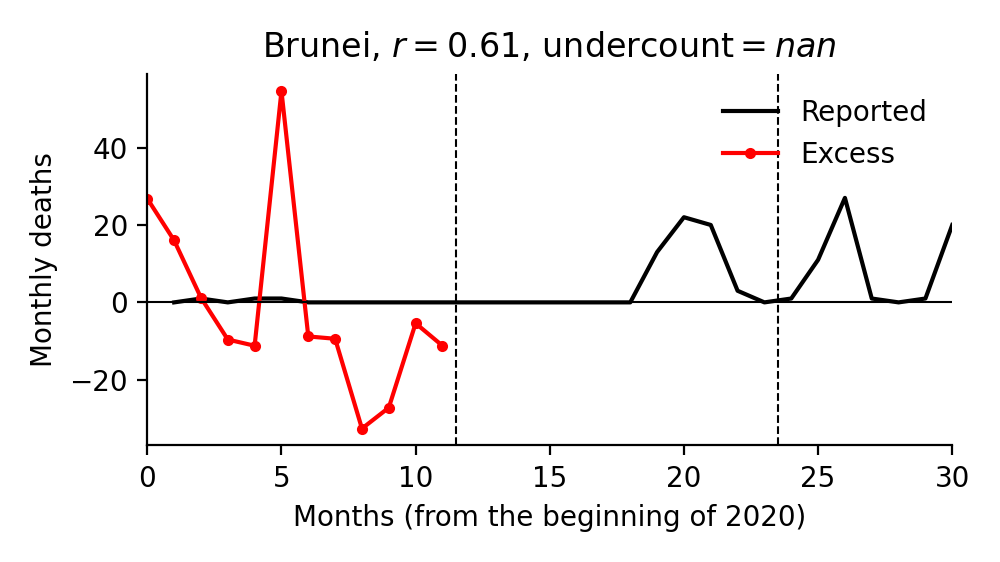 Brunei, r = 0.61, undercount = nan
Monthly deaths
40
20
0
−20
Reported
Excess
0 5 10 15 20 25 30
Months (from the beginning of 2020)